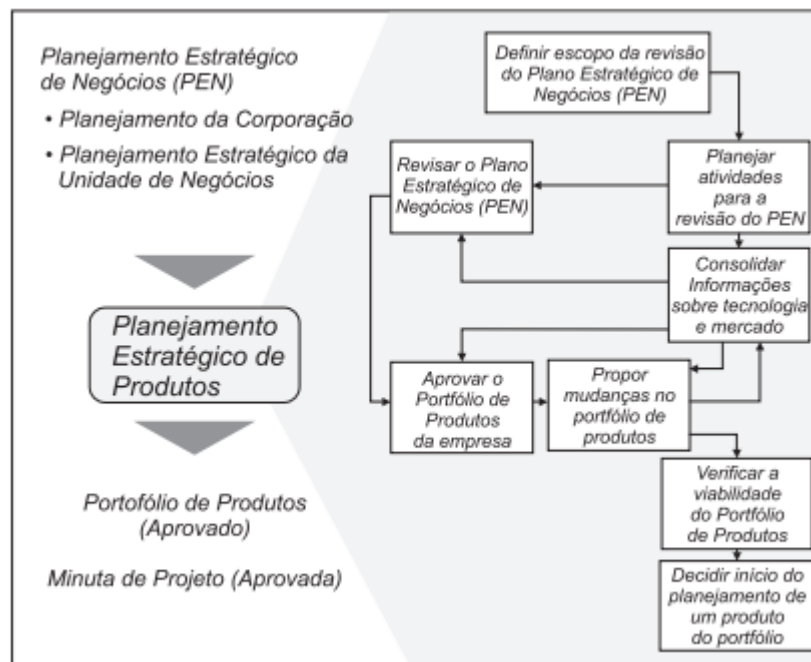 Planejamento Estratégico
de Negócios (PEN)
• Planejamento da Corporação
• Planejamento Estratégico da
Unidade de Negócios
Planejamento
Estratégico de
Produtos
Portofólio de Produtos
(Aprovado)
Minuta de Projeto (Aprovada)
Definir escopo da revisão
do Plano Estratégico de
Negócios (PEN)
Revisar o Plano
Estratégico de
Negócios (PEN)
Planejar
atividades
para a
revisão do PEN
Consolidar
Informações
sobre tecnologia
e mercado
Aprovar o
Portfólio de
Produtos
da empresa
Propor
mudanças no
portfólio de
produtos
Verificar a
viabilidade
do Portfólio
de Produtos
Decidir início do
planejamento de
um produto
do portfólio